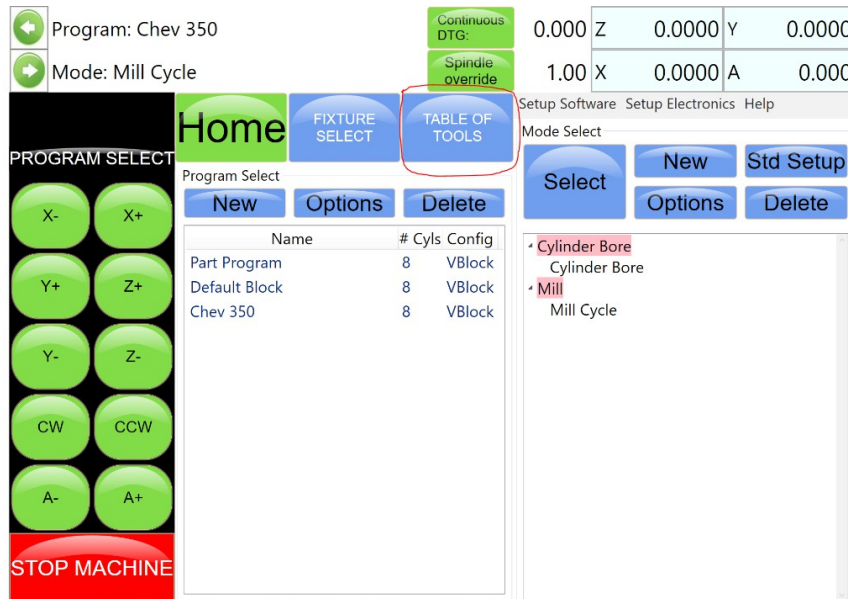 Program: Chev 350
Continuous DTG:
0.000 Z 0.0000 Y 0.0000
Mode: Mill Cycle
Spindle override
1.00 X 0.0000 A 0.000
PROGRAM SELECT
X- X+
Y+ Z+
Y- Z-
CW CCW
A- A+
STOP MACHINE
Home
FIXTURE SELECT
TABLE OF TOOLS
Program Select
New Options Delete
Name # Cyls Config
Part Program 8 VBlock
Default Block 8 VBlock
Chev 350 8 VBlock
Setup Software Setup Electronics Help
Mode Select
Select
New Std Setup
Options Delete
Cylinder Bore
Cylinder Bore
Mill
Mill Cycle